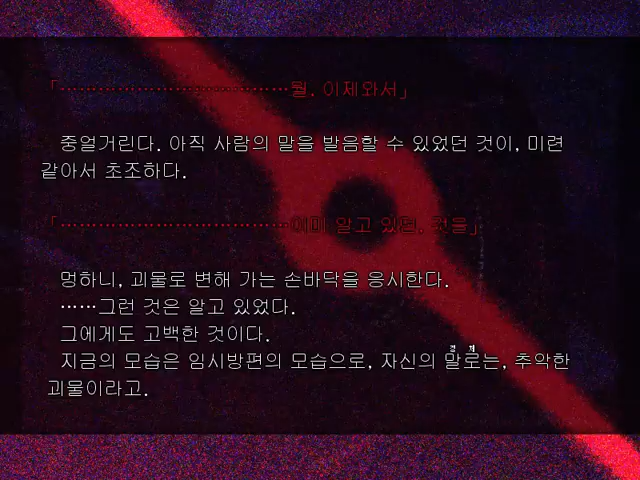 「………………………………뭘. 이제와서」
중얼거린다. 아직 사람의 말을 발음할 수 있었던 것이, 미련
같아서 초조하다.
「………………………………이미 알고 있던. 것을」
멍하니, 괴물로 변해 가는 손바닥을 응시한다.
……그런 것은 알고 있었다.
그에게도 고백한 것이다.
지금의 모습은 임시방편의 모습으로, 자신의 말로는, 추악한
괴물이라고.